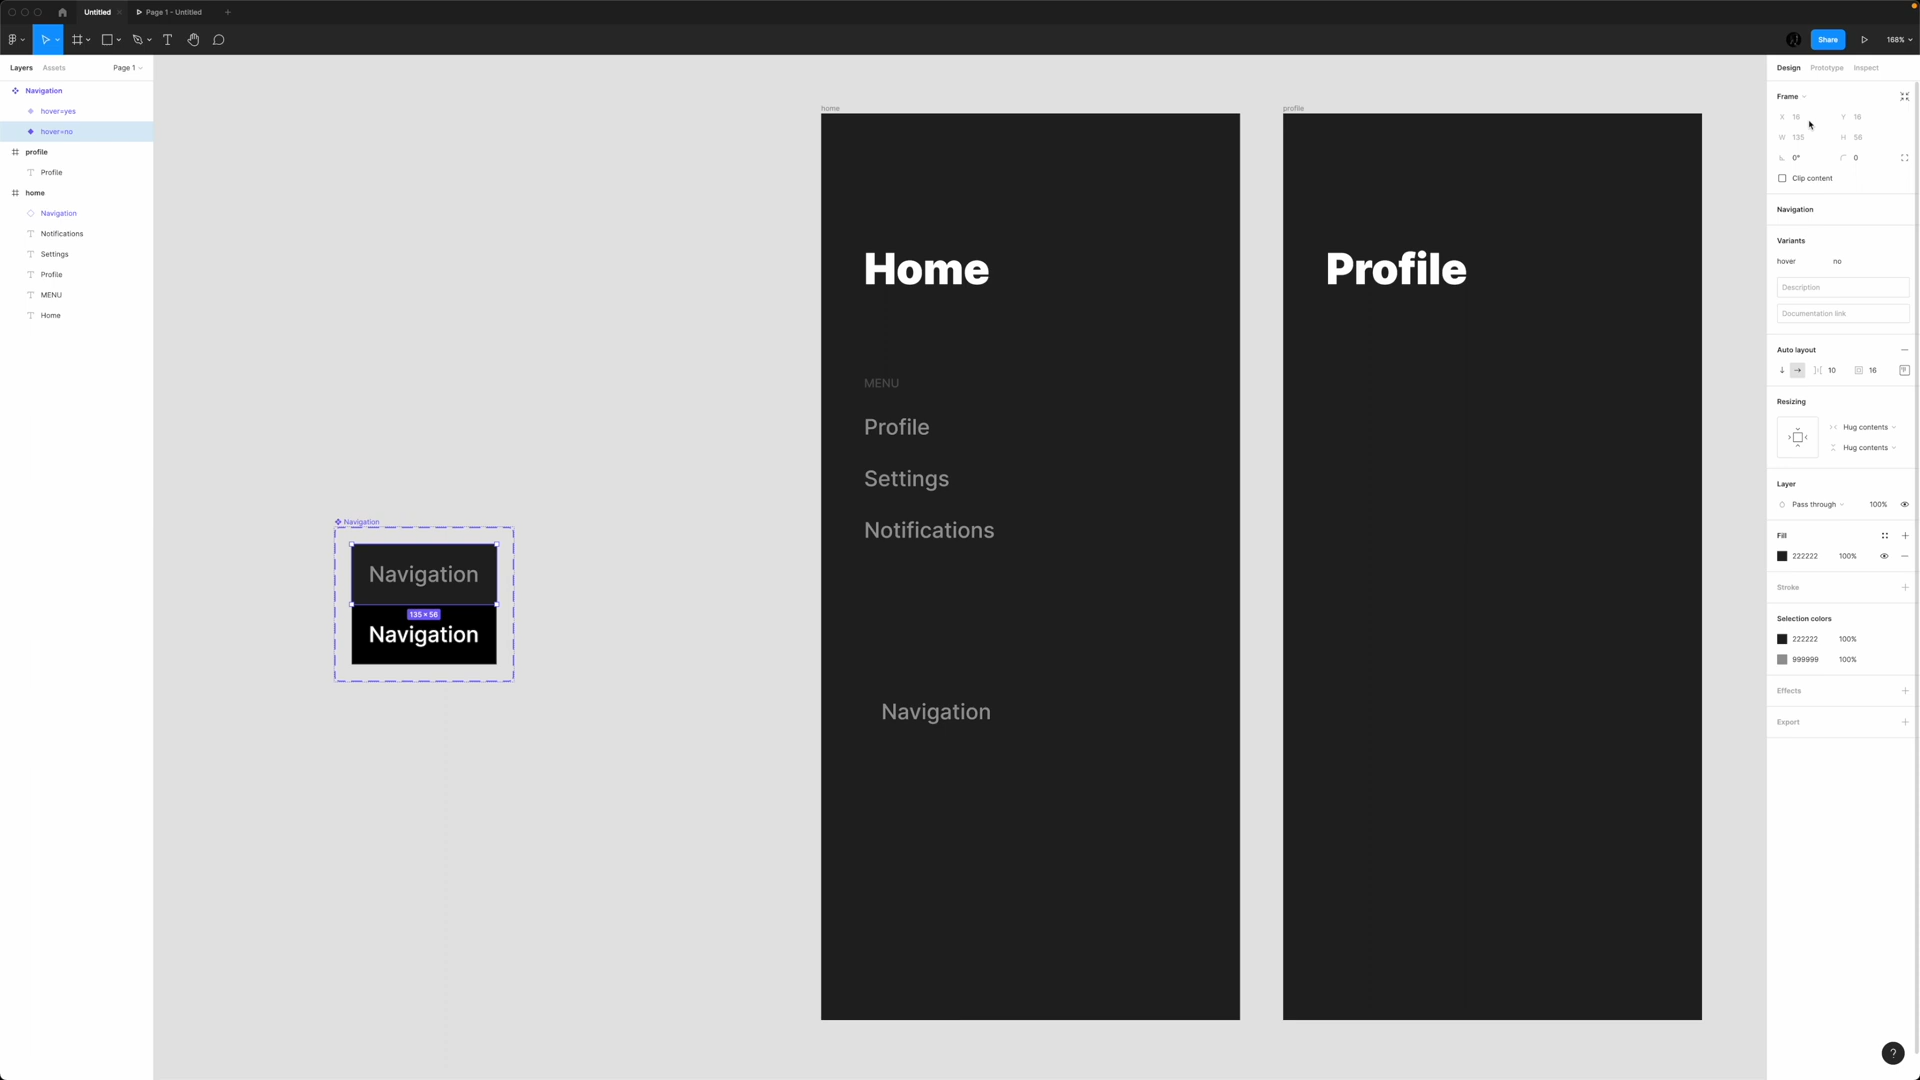 Untitled
Page 1 - Untitled
Share
168%
Layers
Assets
Page 1
Navigation
hover=yes
hover=no
profile
Profile
home
Navigation
Notifications
Settings
Profile
MENU
Home
Navigation
Navigation
135 × 56
Navigation
home
Home
MENU
Profile
Settings
Notifications
Navigation
profile
Profile
Design
Prototype
Inspect
Frame
X 16
Y 16
W 135
H 56
0°
0
Clip content
Navigation
Variants
hover
no
Description
Documentation link
Auto layout
10
16
Resizing
Hug contents
Hug contents
Layer
Pass through
100%
Fill
222222
100%
Stroke
Selection colors
222222
100%
999999
100%
Effects
Export
?